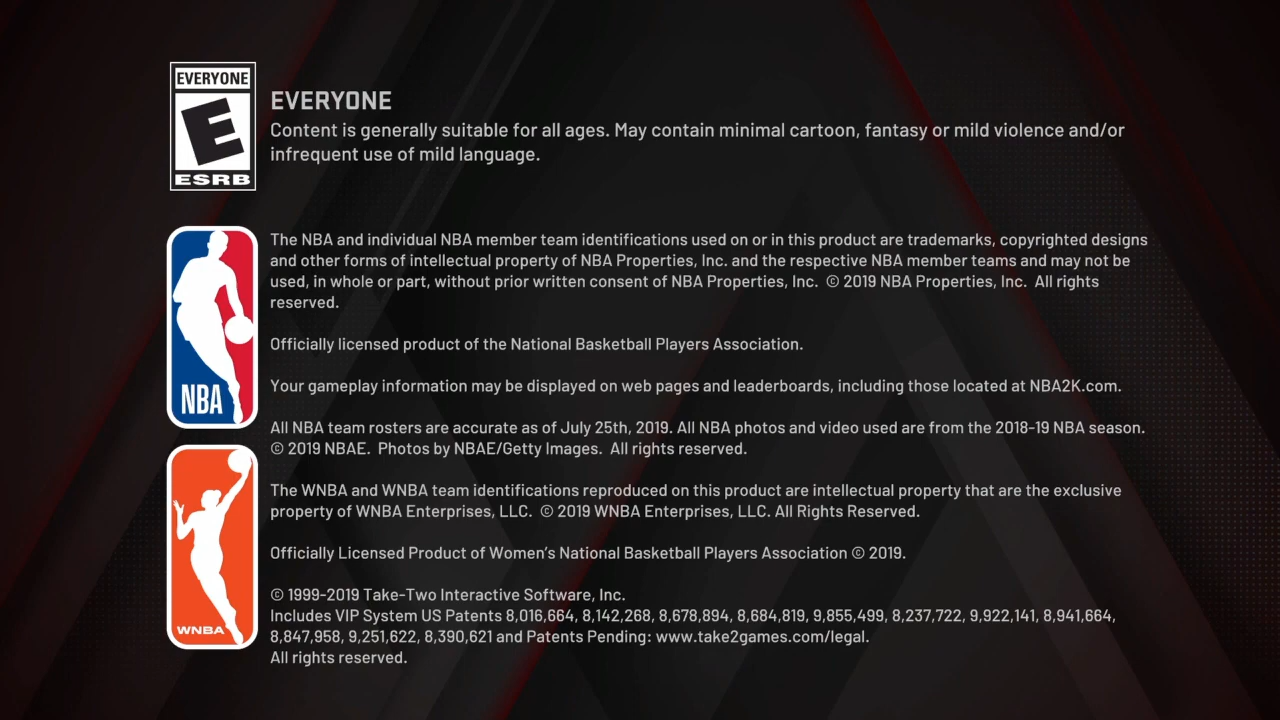 EVERYONE
E
ESRB
EVERYONE
Content is generally suitable for all ages. May contain minimal cartoon, fantasy or mild violence and/or
infrequent use of mild language.
The NBA and individual NBA member team identifications used on or in this product are trademarks, copyrighted designs
and other forms of intellectual property of NBA Properties, Inc. and the respective NBA member teams and may not be
used, in whole or part, without prior written consent of NBA Properties, Inc. © 2019 NBA Properties, Inc. All rights
reserved.
Officially licensed product of the National Basketball Players Association.
Your gameplay information may be displayed on web pages and leaderboards, including those located at NBA2K.com.
NBA
All NBA team rosters are accurate as of July 25th, 2019. All NBA photos and video used are from the 2018-19 NBA season.
© 2019 NBAE. Photos by NBAE/Getty Images. All rights reserved.
The WNBA and WNBA team identifications reproduced on this product are intellectual property that are the exclusive
property of WNBA Enterprises, LLC. © 2019 WNBA Enterprises, LLC. All Rights Reserved.
Officially Licensed Product of Women's National Basketball Players Association © 2019.
© 1999-2019 Take-Two Interactive Software, Inc.
Includes VIP System US Patents 8,016,664, 8,142,268, 8,678,894, 8,684,819, 9,855,499, 8,237,722, 9,922,141, 8,941,664,
WNBA
8,847,958, 9,251,622, 8,390,621 and Patents Pending: www.take2games.com/legal.
All rights reserved.